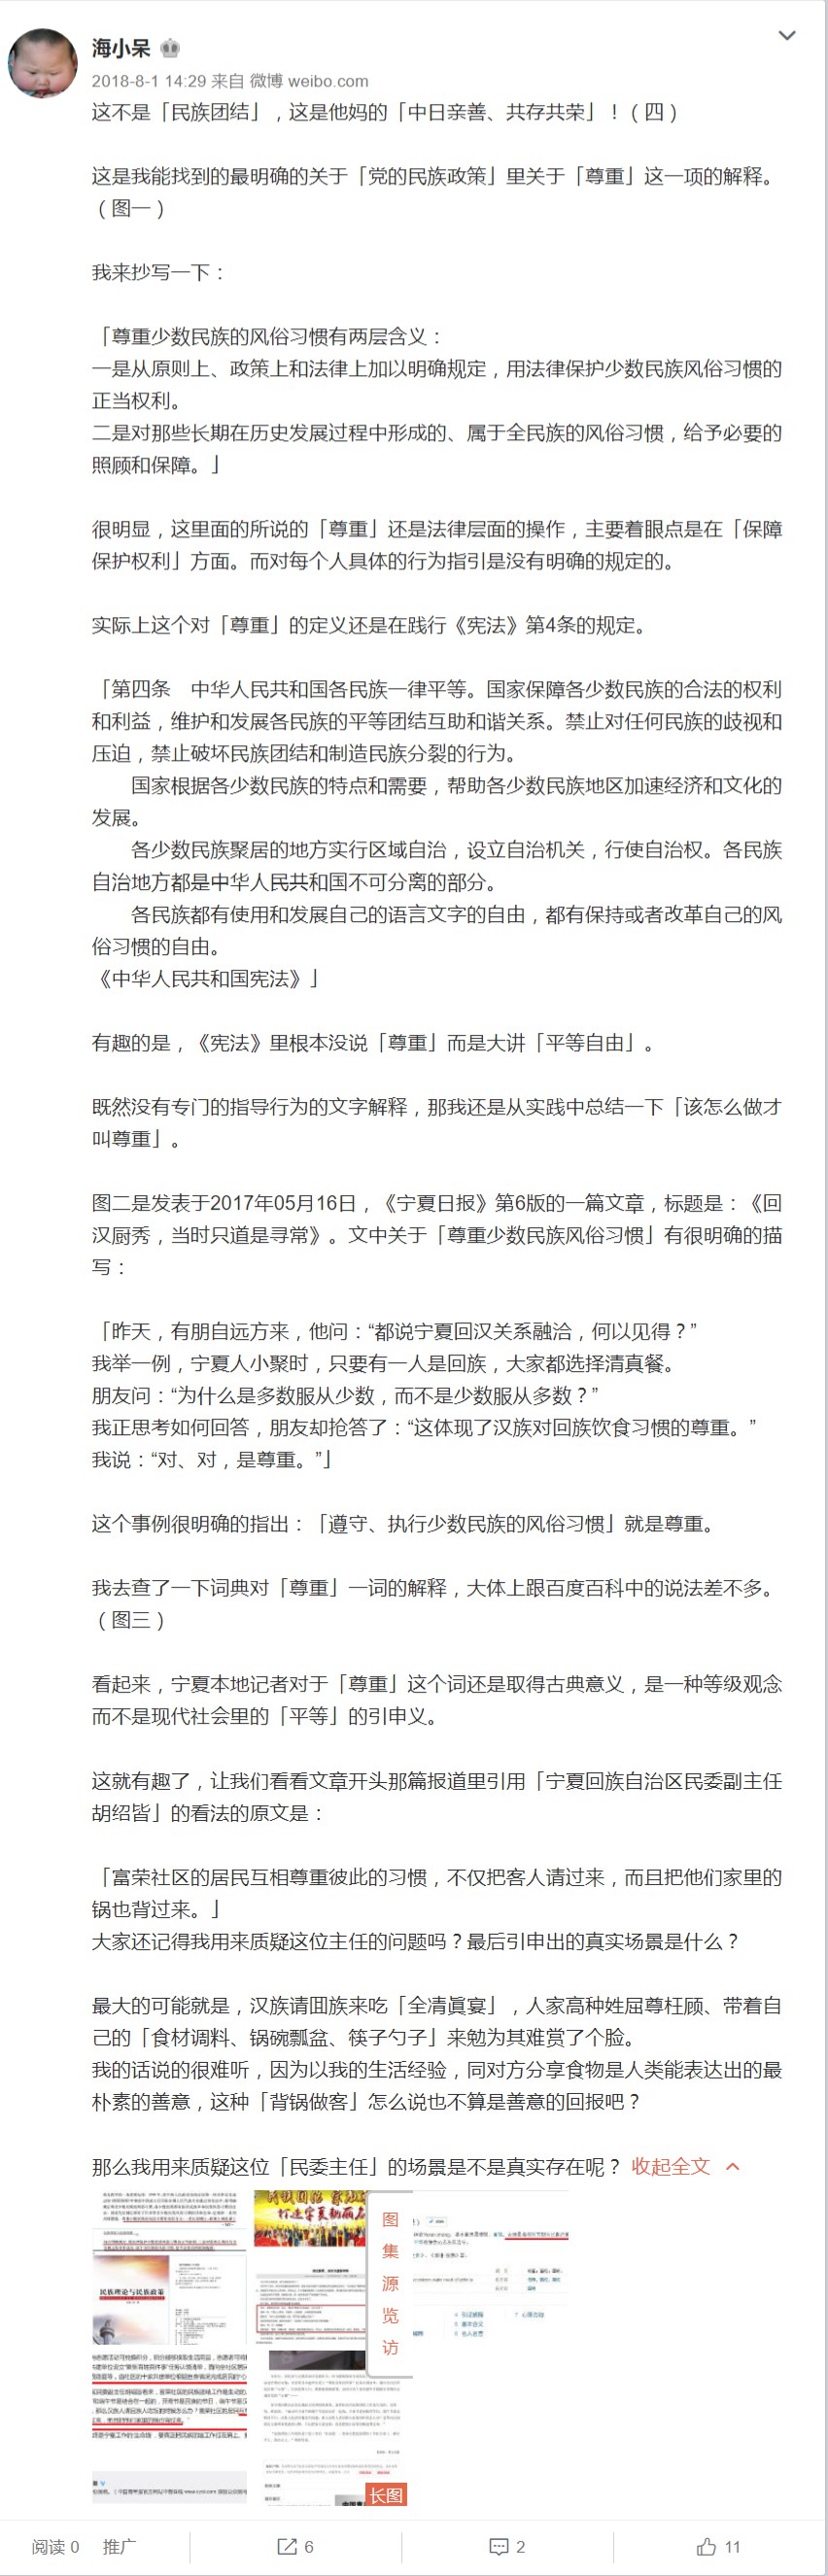 海小呆
2018-8-1 14:29 来自 微博 weibo.com
这不是「民族团结」，这是他妈的「中日亲善、共存共荣」！（四）
这是我能找到的最明确的关于「党的民族政策」里关于「尊重」这一项的解释。
（图一）
我来抄写一下：
「尊重少数民族的风俗习惯有两层含义：
一是从原则上、政策上和法律上加以明确规定，用法律保护少数民族风俗习惯的
正当权利。
二是对那些长期在历史发展过程中形成的、属于全民族的风俗习惯，给予必要的
照顾和保障。」
很明显，这里面的所说的「尊重」还是法律层面的操作，主要着眼点是在「保障
保护权利」方面。而对每个人具体的行为指引是没有明确的规定的。
实际上这个对「尊重」的定义还是在践行《宪法》第4条的规定。
「第四条　中华人民共和国各民族一律平等。国家保障各少数民族的合法的权利
和利益，维护和发展各民族的平等团结互助和谐关系。禁止对任何民族的歧视和
压迫，禁止破坏民族团结和制造民族分裂的行为。
国家根据各少数民族的特点和需要，帮助各少数民族地区加速经济和文化的
发展。
各少数民族聚居的地方实行区域自治，设立自治机关，行使自治权。各民族
自治地方都是中华人民共和国不可分离的部分。
各民族都有使用和发展自己的语言文字的自由，都有保持或者改革自己的风
俗习惯的自由。
《中华人民共和国宪法》」
有趣的是，《宪法》里根本没说「尊重」而是大讲「平等自由」。
既然没有专门的指导行为的文字解释，那我还是从实践中总结一下「该怎么做才
叫尊重」。
图二是发表于2017年05月16日，《宁夏日报》第6版的一篇文章，标题是：《回
汉厨秀，当时只道是寻常》。文中关于「尊重少数民族风俗习惯」有很明确的描
写：
「昨天，有朋自远方来，他问：“都说宁夏回汉关系融洽，何以见得？”
我举一例，宁夏人小聚时，只要有一人是回族，大家都选择清真餐。
朋友问：“为什么是多数服从少数，而不是少数服从多数？”
我正思考如何回答，朋友却抢答了：“这体现了汉族对回族饮食习惯的尊重。”
我说：“对、对，是尊重。”」
这个事例很明确的指出：「遵守、执行少数民族的风俗习惯」就是尊重。
我去查了一下词典对「尊重」一词的解释，大体上跟百度百科中的说法差不多。
（图三）
看起来，宁夏本地记者对于「尊重」这个词还是取得古典意义，是一种等级观念
而不是现代社会里的「平等」的引申义。
这就有趣了，让我们看看文章开头那篇报道里引用「宁夏回族自治区民委副主任
胡绍皆」的看法的原文是：
「富荣社区的居民互相尊重彼此的习惯，不仅把客人请过来，而且把他们家里的
锅也背过来。」
大家还记得我用来质疑这位主任的问题吗？最后引申出的真实场景是什么？
最大的可能就是，汉族请囬族来吃「全凊眞宴」，人家高种姓屈尊枉顾、带着自
己的「食材调料、锅碗瓢盆、筷子勺子」来勉为其难赏了个脸。
我的话说的很难听，因为以我的生活经验，同对方分享食物是人类能表达出的最
朴素的善意，这种「背锅做客」怎么说也不算是善意的回报吧？
那么我用来质疑这位「民委主任」的场景是不是真实存在呢？ 收起全文
民族理论与民族政策
图
集
源
览
访
长图
阅读 0 推广 6 2 11